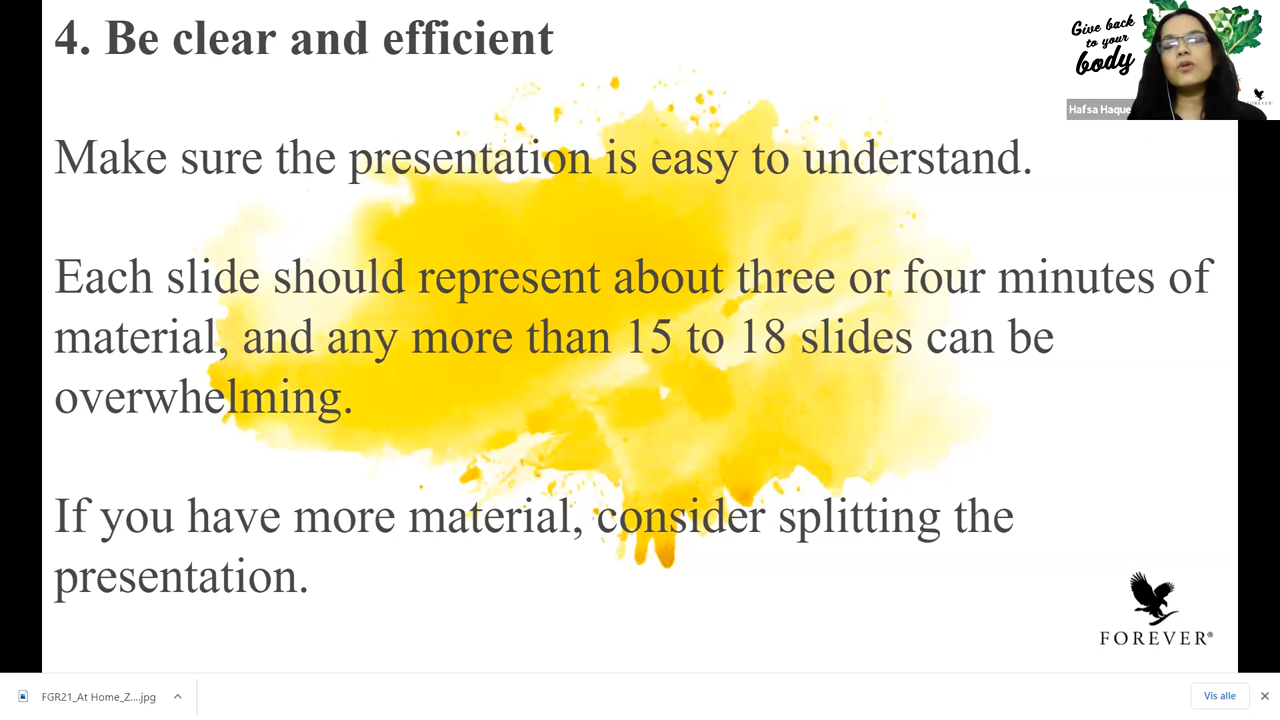 4. Be clear and efficient
Give back
to your
body
Hafsa Haque
Make sure the presentation is easy to understand.
Each slide should represent about three or four minutes of
material, and any more than 15 to 18 slides can be
overwhelming.
If you have more material, consider splitting the
presentation.
FOREVER®
FGR21_At Home_Z....jpg
Vis alle